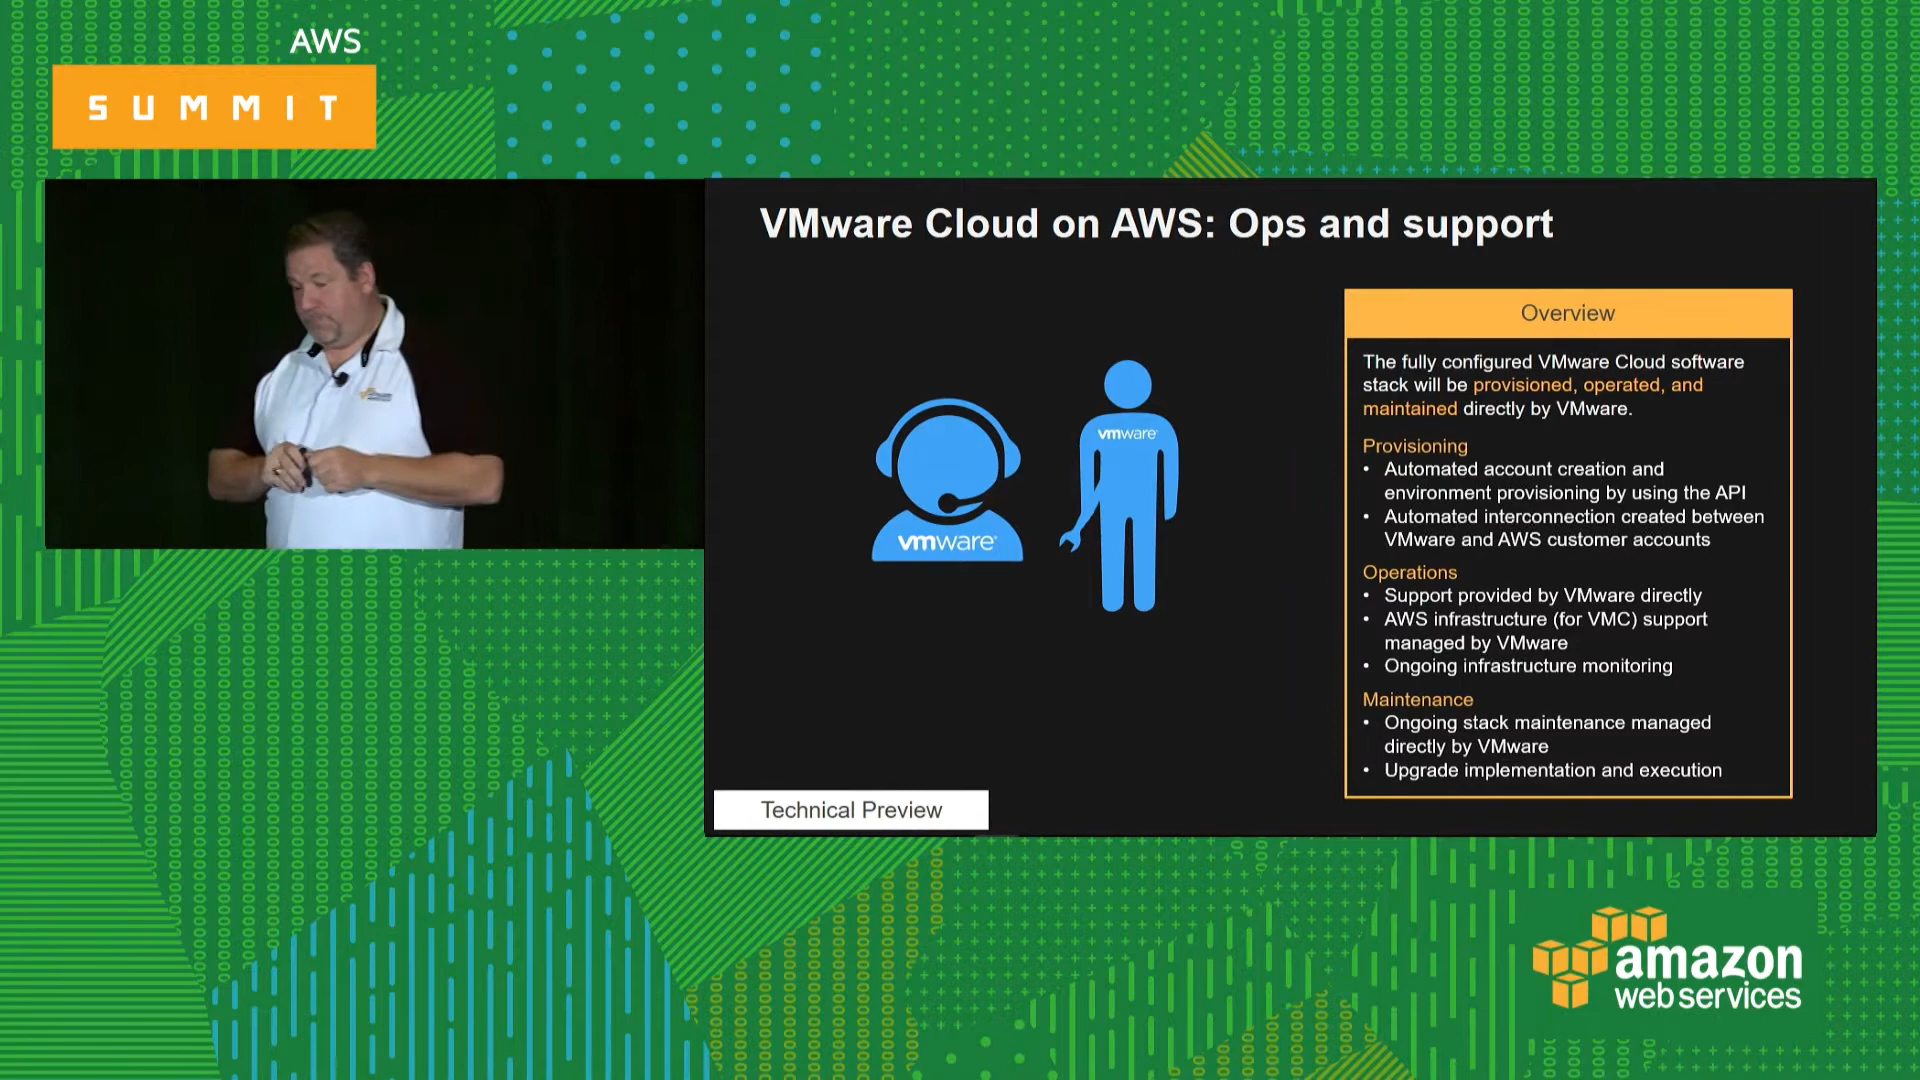 AWS
SUMMIT
VMware Cloud on AWS: Ops and support
vmware
vmware
Overview
The fully configured VMware Cloud software
stack will be provisioned, operated, and
maintained directly by VMware.
Provisioning
• Automated account creation and
environment provisioning by using the API
• Automated interconnection created between
VMware and AWS customer accounts
Operations
• Support provided by VMware directly
• AWS infrastructure (for VMC) support
managed by VMware
• Ongoing infrastructure monitoring
Maintenance
• Ongoing stack maintenance managed
directly by VMware
• Upgrade implementation and execution
Technical Preview
amazon
web services